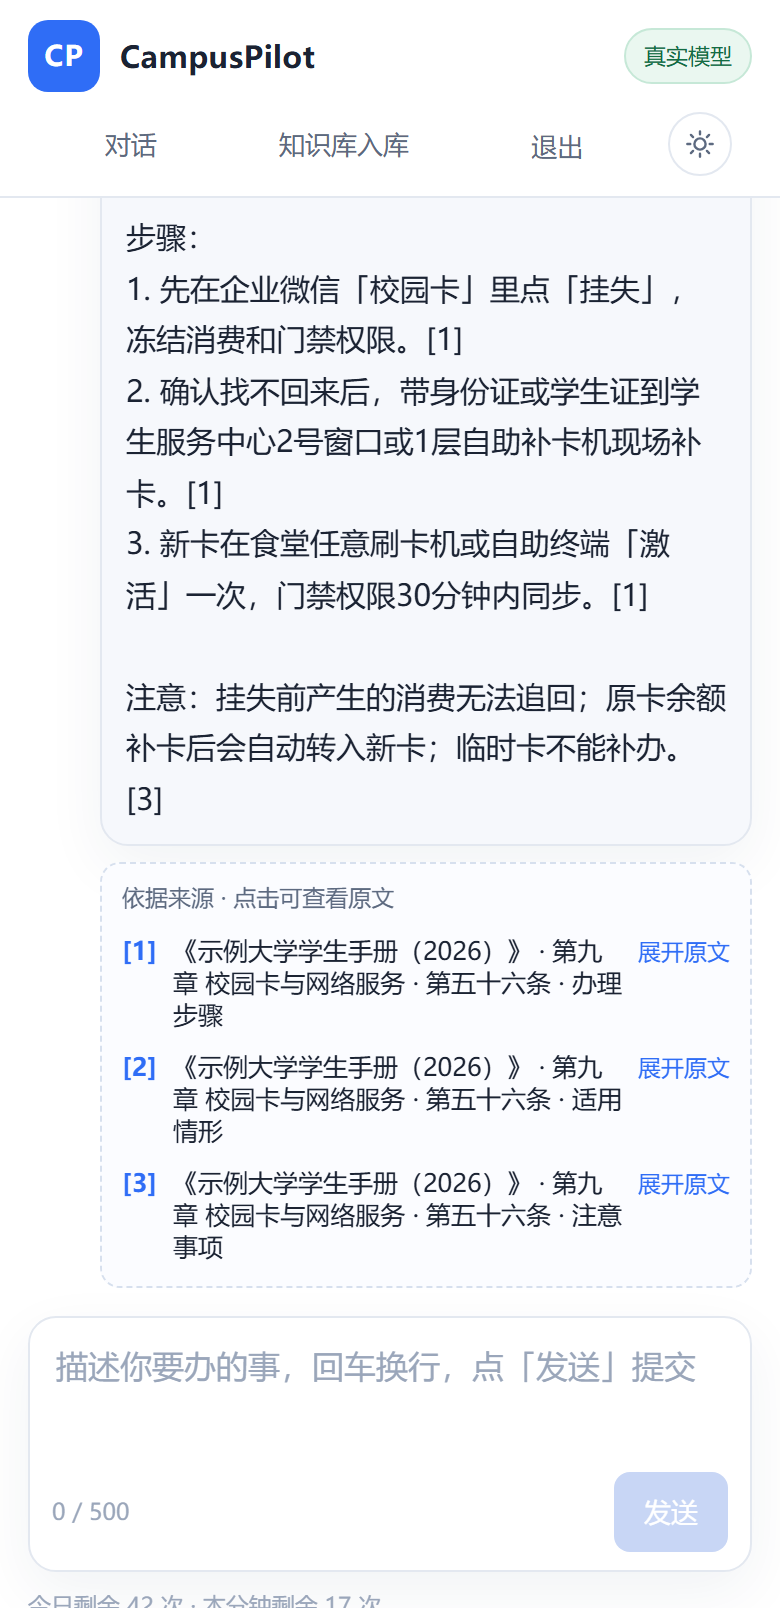 CP CampusPilot 真实模型
对话 知识库入库 退出
步骤：
1. 先在企业微信「校园卡」里点「挂失」，
冻结消费和门禁权限。[1]
2. 确认找不回来后，带身份证或学生证到学
生服务中心2号窗口或1层自助补卡机现场补
卡。[1]
3. 新卡在食堂任意刷卡机或自助终端「激
活」一次，门禁权限30分钟内同步。[1]
注意：挂失前产生的消费无法追回；原卡余额
补卡后会自动转入新卡；临时卡不能补办。
[3]
依据来源 · 点击可查看原文
[1] 《示例大学学生手册（2026）》 · 第九 展开原文
章 校园卡与网络服务 · 第五十六条 · 办理
步骤
[2] 《示例大学学生手册（2026）》 · 第九 展开原文
章 校园卡与网络服务 · 第五十六条 · 适用
情形
[3] 《示例大学学生手册（2026）》 · 第九 展开原文
章 校园卡与网络服务 · 第五十六条 · 注意
事项
描述你要办的事，回车换行，点「发送」提交
0 / 500 发送
今日剩余 42 次 · 本分钟剩余 17 次